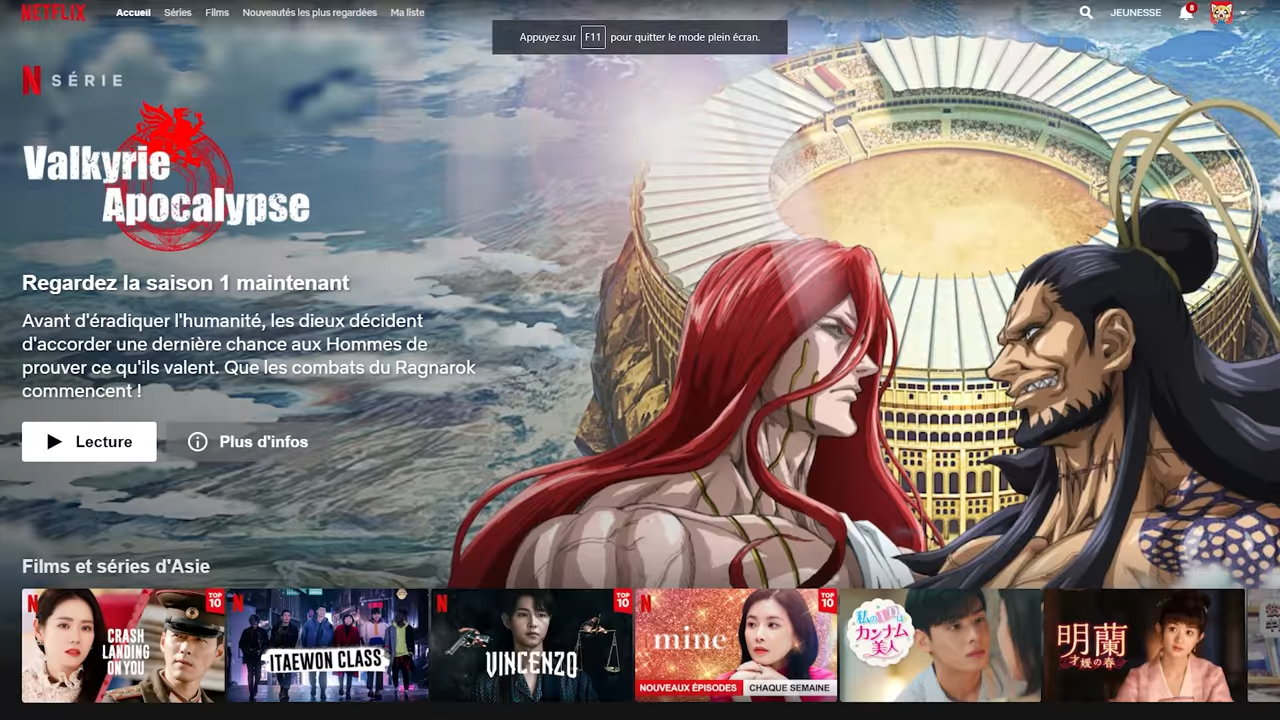 NETFLIX
Accueil Séries Films Nouveautés les plus regardées Ma liste
JEUNESSE
8
Appuyez sur F11 pour quitter le mode plein écran.
N SÉRIE
Valkyrie
Apocalypse
Regardez la saison 1 maintenant
Avant d'éradiquer l'humanité, les dieux décident
d'accorder une dernière chance aux Hommes de
prouver ce qu'ils valent. Que les combats du Ragnarok
commencent !
Lecture
Plus d'infos
Films et séries d'Asie
N
TOP
10
CRASH
LANDING
ON YOU
N
ITAEWON CLASS
N
TOP
10
VINCENZO
N
TOP
10
mine
NOUVEAUX ÉPISODES CHAQUE SEMAINE
私のIDは
カンナム
美人
明蘭
才媛の春